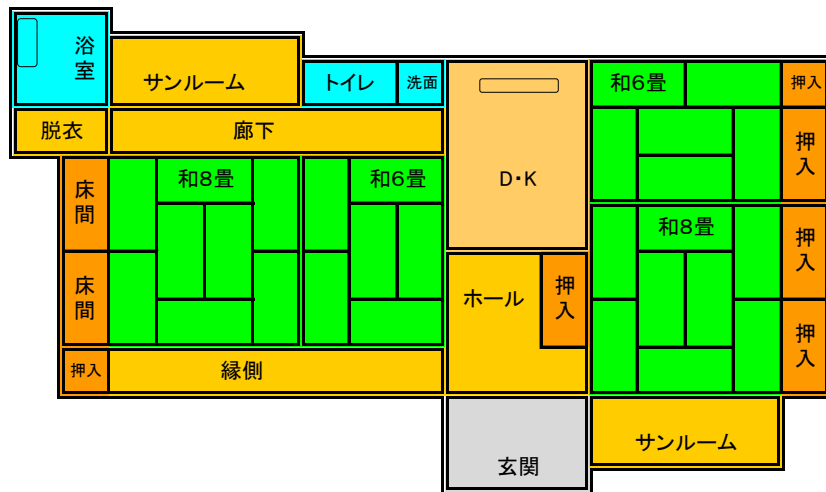 浴室
サンルーム
トイレ
洗面
和6畳
押入
脱衣
廊下
D・K
押入
床間
和8畳
和6畳
和8畳
押入
床間
ホール
押入
押入
押入
縁側
玄関
サンルーム